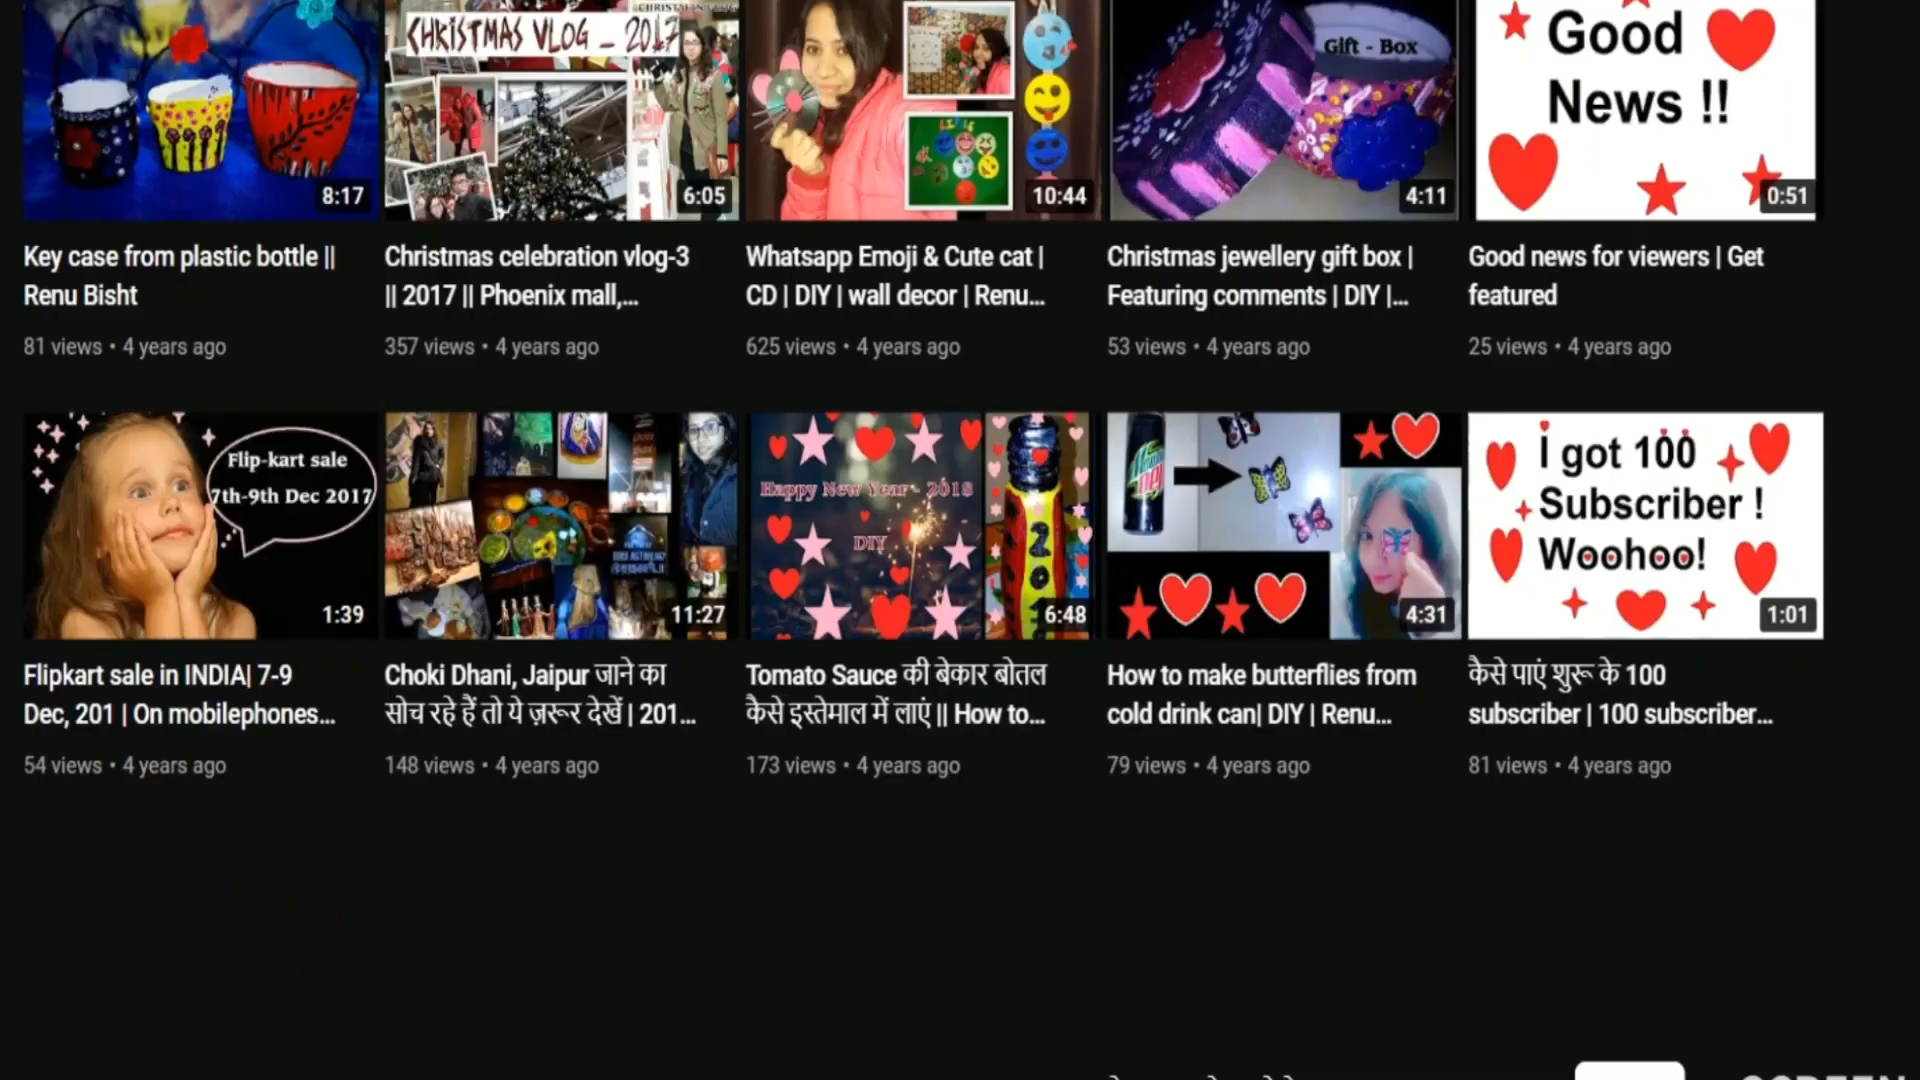 CHRISTMAS VLOG _ 2017
Gift - Box
Good
News !!
8:17
6:05
10:44
4:11
0:51
Key case from plastic bottle ||
Renu Bisht
81 views • 4 years ago
Christmas celebration vlog-3
|| 2017 || Phoenix mall,...
357 views • 4 years ago
Whatsapp Emoji & Cute cat |
CD | DIY | wall decor | Renu...
625 views • 4 years ago
Christmas jewellery gift box |
Featuring comments | DIY |...
53 views • 4 years ago
Good news for viewers | Get
featured
25 views • 4 years ago
Flip-kart sale
7th-9th Dec 2017
1:39
11:27
Happy New Year - 2018
DIY
6:48
4:31
I got 100
Subscriber !
Woohoo!
1:01
Flipkart sale in INDIA| 7-9
Dec, 201 | On mobilephones...
54 views • 4 years ago
Choki Dhani, Jaipur जाने का
सोच रहे हैं तो ये ज़रूर देखें | 201...
148 views • 4 years ago
Tomato Sauce की बेकार बोतल
कैसे इस्तेमाल में लाएं || How to...
173 views • 4 years ago
How to make butterflies from
cold drink can| DIY | Renu...
79 views • 4 years ago
कैसे पाएं शुरू के 100
subscriber | 100 subscriber...
81 views • 4 years ago